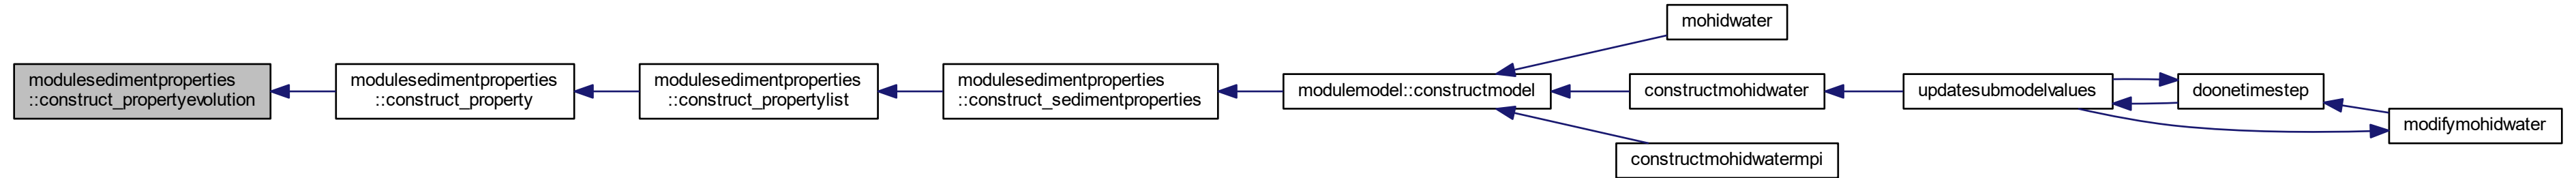 modulesedimentproperties
::construct_propertyevolution
modulesedimentproperties
::construct_property
modulesedimentproperties
::construct_propertylist
modulesedimentproperties
::construct_sedimentproperties
modulemodel::constructmodel
mohidwater
constructmohidwater
constructmohidwatermpi
updatesubmodelvalues
doonetimestep
modifymohidwater